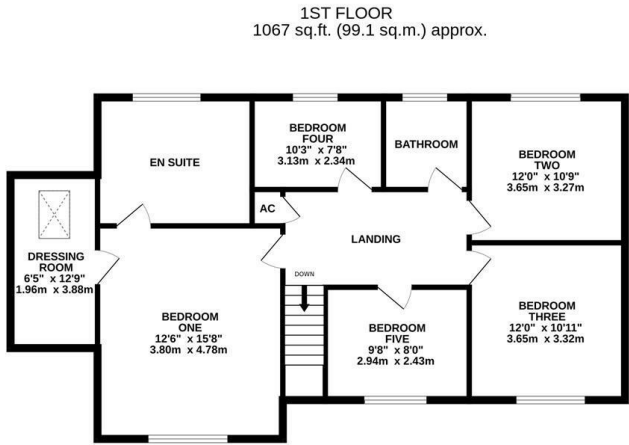 1ST FLOOR
1067 sq.ft. (99.1 sq.m.) approx.
EN SUITE
BEDROOM
FOUR
10'3" x 7'8"
3.13m x 2.34m
BATHROOM
BEDROOM
TWO
12'0" x 10'9"
3.65m x 3.27m
AC
LANDING
DRESSING
ROOM
6'5" x 12'9"
1.96m x 3.88m
DOWN
BEDROOM
ONE
12'6" x 15'8"
3.80m x 4.78m
BEDROOM
FIVE
9'8" x 8'0"
2.94m x 2.43m
BEDROOM
THREE
12'0" x 10'11"
3.65m x 3.32m